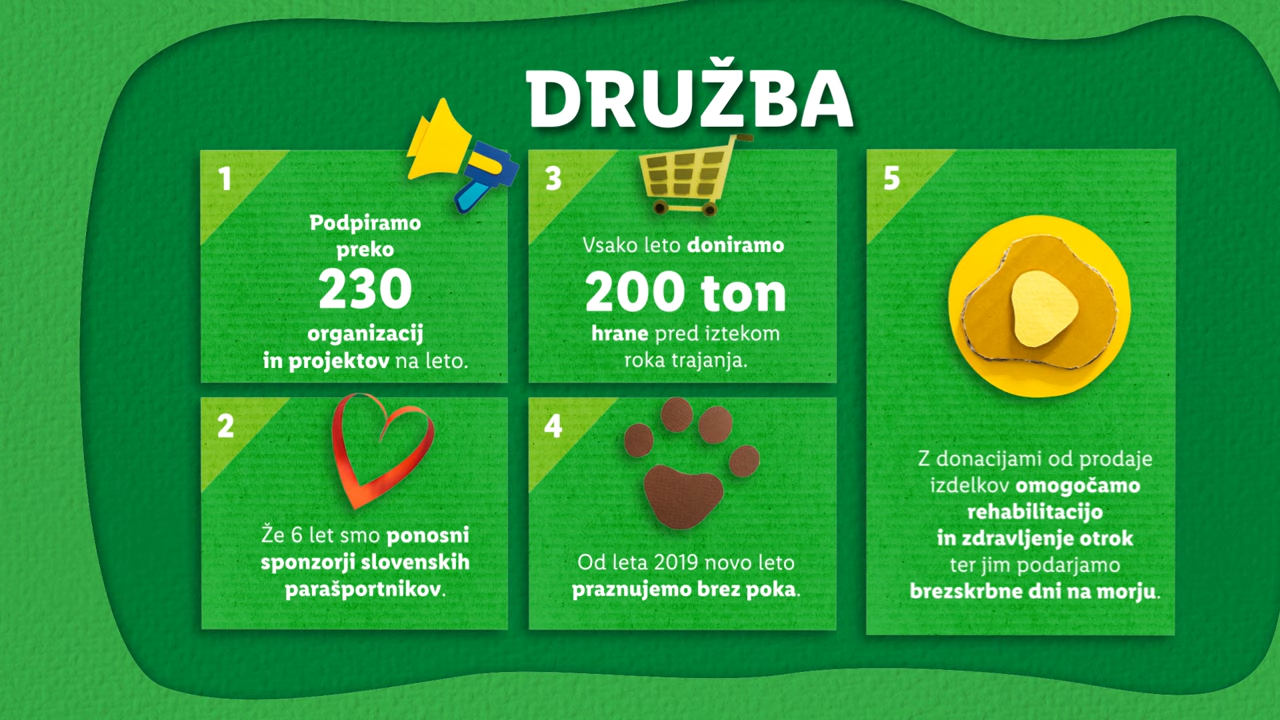 DRUŽBA
1
Podpiramo
preko
230
organizacij
in projektov na leto.
2
Že 6 let smo ponosni
sponzorji slovenskih
parašportnikov.
3
Vsako leto doniramo
200 ton
hrane pred iztekom
roka trajanja.
4
Od leta 2019 novo leto
praznujemo brez poka.
5
Z donacijami od prodaje
izdelkov omogočamo
rehabilitacijo
in zdravljenje otrok
ter jim podarjamo
brezskrbne dni na morju.